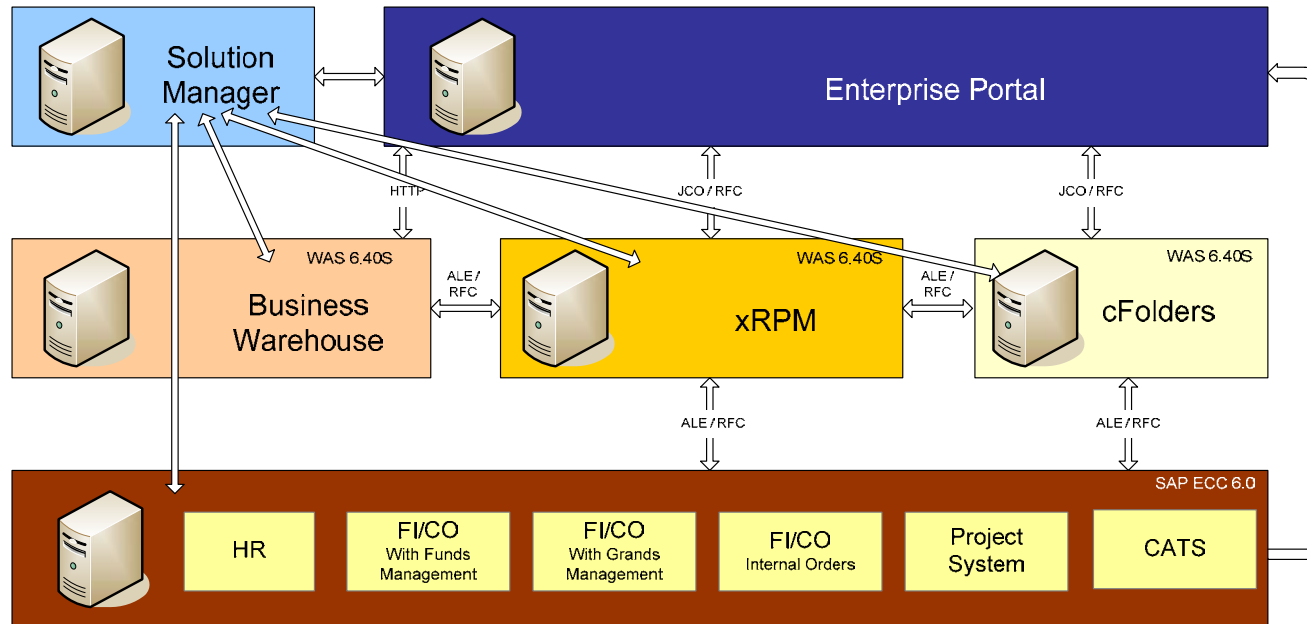 Solution
Manager
Enterprise Portal
HTTP
JCO / RFC
JCO / RFC
WAS 6.40S
Business
Warehouse
ALE /
RFC
WAS 6.40S
xRPM
ALE /
RFC
WAS 6.40S
cFolders
ALE / RFC
ALE / RFC
SAP ECC 6.0
HR
FI/CO
With Funds
Management
FI/CO
With Grands
Management
FI/CO
Internal Orders
Project
System
CATS